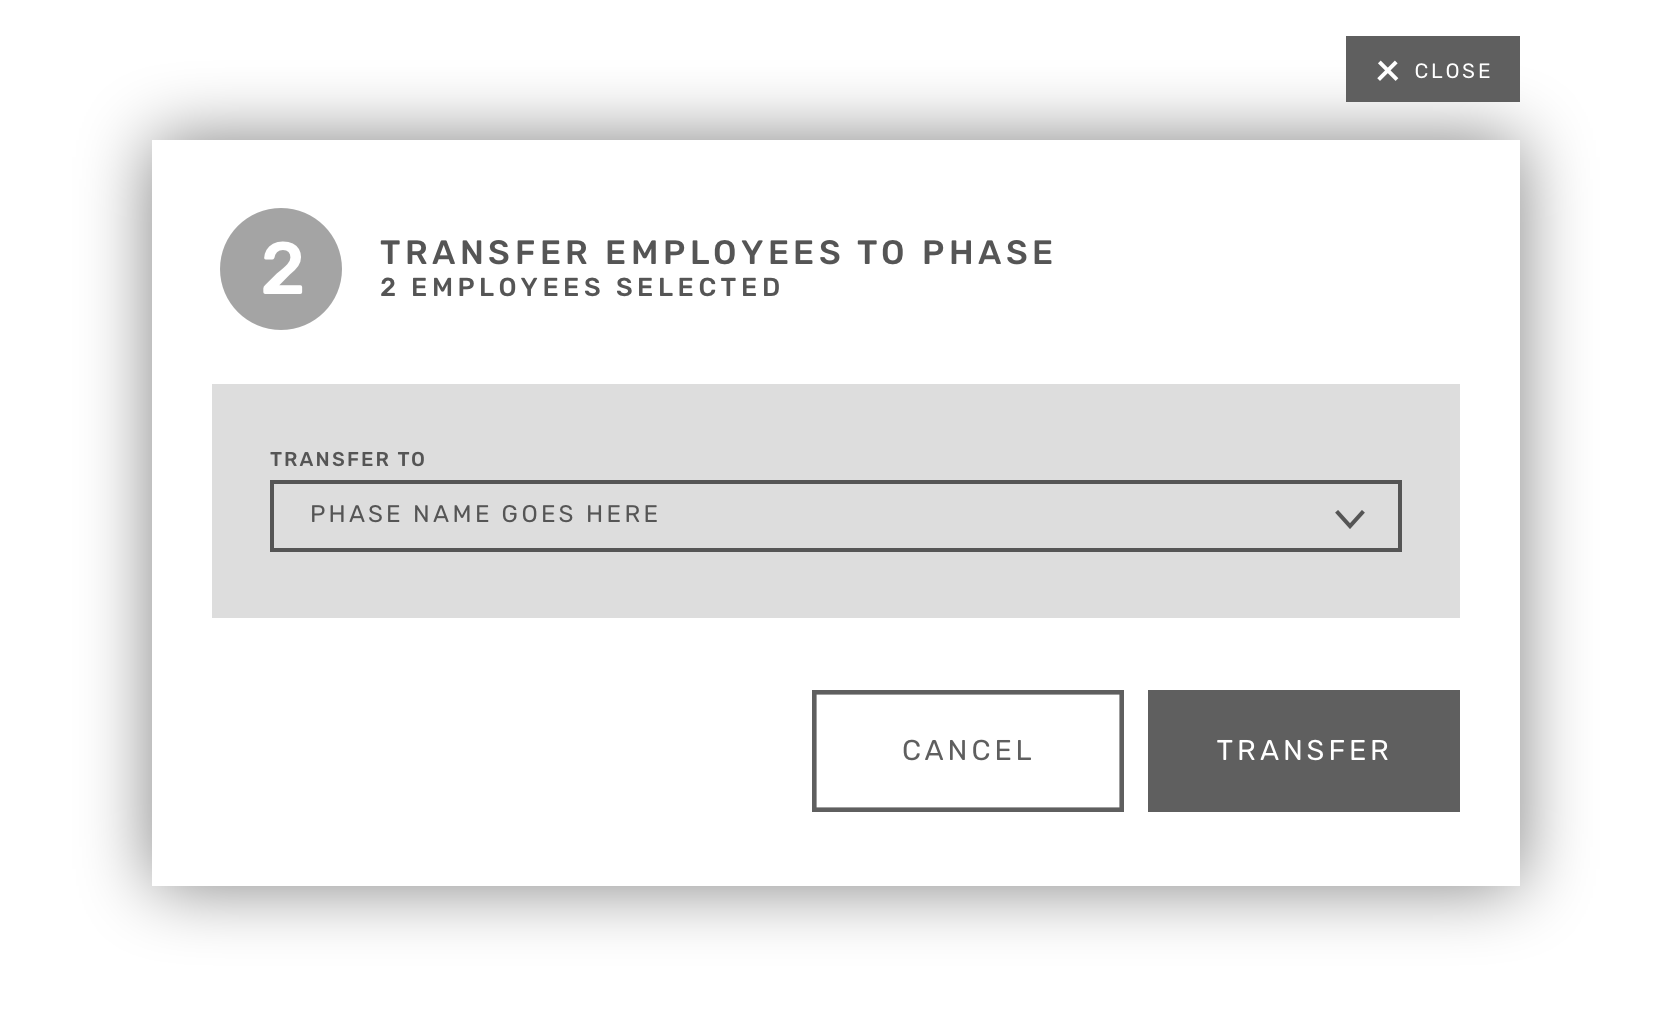 CLOSE
2
TRANSFER EMPLOYEES TO PHASE
2 EMPLOYEES SELECTED
TRANSFER TO
PHASE NAME GOES HERE
CANCEL
TRANSFER